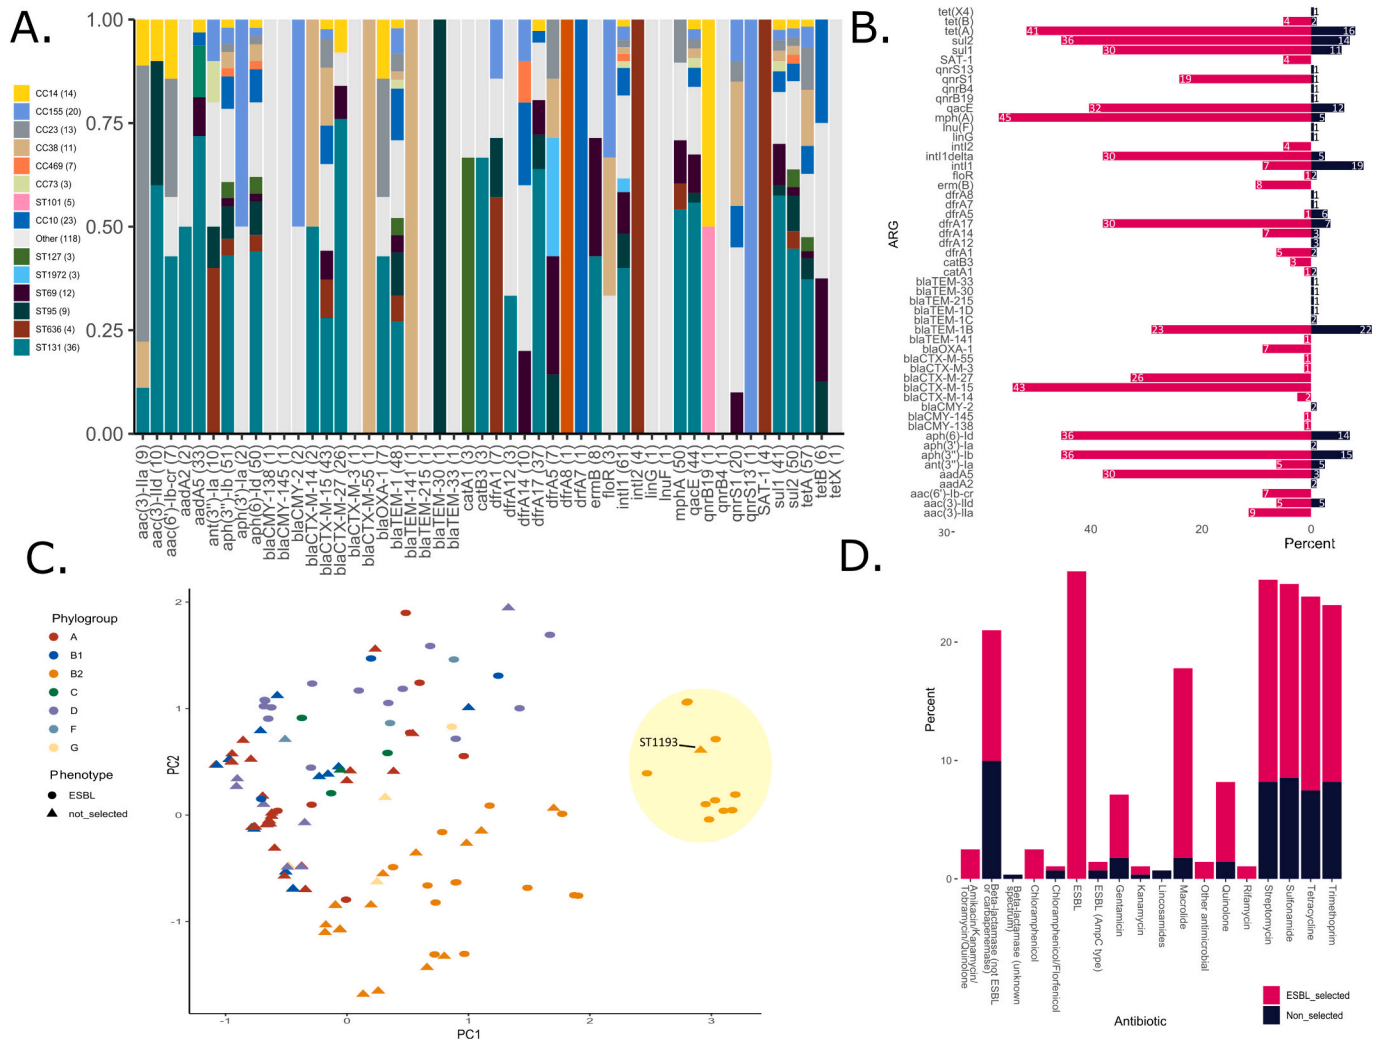 A.
CC14 (14)
CC155 (20)
CC23 (13)
CC38 (11)
CC469 (7)
CC73 (3)
ST101 (5)
CC10 (23)
Other (118)
ST127 (3)
ST1972 (3)
ST69 (12)
ST95 (9)
ST636 (4)
ST131 (36)
1.00
0.75
0.50
0.25
0.00
aac(3)-IIa (9)
aac(3)-IId (10)
aac(6')-Ib-cr (7)
aadA2 (2)
aadA5 (33)
ant(3'')-Ia (10)
aph(3'')-Ib (51)
aph(3')-Ia (2)
aph(6)-Id (50)
blaCMY-138 (1)
blaCMY-145 (1)
blaCMY-2 (2)
blaCTX-M-14 (2)
blaCTX-M-15 (43)
blaCTX-M-27 (26)
blaCTX-M-3 (1)
blaCTX-M-55 (1)
blaOXA-1 (7)
blaTEM-1 (48)
blaTEM-141 (1)
blaTEM-215 (1)
blaTEM-30 (1)
blaTEM-33 (1)
catA1 (3)
catB3 (3)
dfrA1 (7)
dfrA12 (3)
dfrA14 (10)
dfrA17 (37)
dfrA5 (7)
dfrA8 (1)
drfA7 (1)
ermB (8)
floR (3)
intI1 (61)
intI2 (4)
linG (1)
lnuF (1)
mphA (50)
qacE (44)
qnrB19 (1)
qnrB4 (1)
qnrS1 (20)
qnrS13 (1)
SAT-1 (4)
sul1 (41)
sul2 (50)
tetA (57)
tetB (6)
tetX (1)
B.
ARG
tet(X4) 1
tet(B) 4 2
tet(A) 41 16
sul2 36 14
sul1 30 11
SAT-1 4
qnrS13 1
qnrS1 19 1
qnrB4 1
qnrB19 1
qacE 32 6
mph(A) 45 2
lnu(F) 1
linG 1
intI2 4
intI1delta 30 5
intI1 7 19
floR 1 2
erm(B) 8
dfrA8 1
dfrA7 1
dfrA5 1 6
dfrA17 30 7
dfrA14 7 3
dfrA12 3
dfrA1 5 2
catB3 3
catA1 1 2
blaTEM-33 1
blaTEM-30 1
blaTEM-215 1
blaTEM-1D 1
blaTEM-1C 2
blaTEM-1B 23 22
blaTEM-141 1
blaOXA-1 7
blaCTX-M-55 1
blaCTX-M-3 1
blaCTX-M-27 26
blaCTX-M-15 43
blaCTX-M-14 2
blaCMY-2 2
blaCMY-145 1
blaCMY-138 1
aph(6)-Id 36 14
aph(3')-Ia 2
aph(3'')-Ib 36 15
ant(3'')-Ia 5 5
aadA5 30 3
aadA2 2
aac(6')-Ib-cr 7
aac(3)-IId 5 5
aac(3)-IIa 9
40
20
0
Percent
C.
Phylogroup
A
B1
B2
C
D
F
G
Phenotype
ESBL
not_selected
PC2
2
1
0
-1
ST1193
-1
0
1
2
3
PC1
D.
30-
Percent
20
10
0
Amikacin/Kanamycin/
Tobramycin/Quinolone
Beta-lactamase (not ESBL
or carbapenemase)
Beta-lactamase (unknown
spectrum)
Chloramphenicol
Chloramphenicol/Florfenicol
ESBL
ESBL (AmpC type)
Gentamicin
Kanamycin
Lincosamides
Macrolide
Other antimicrobial
Quinolone
Rifamycin
Streptomycin
Sulfonamide
Tetracycline
Trimethoprim
Antibiotic
ESBL_selected
Non_selected